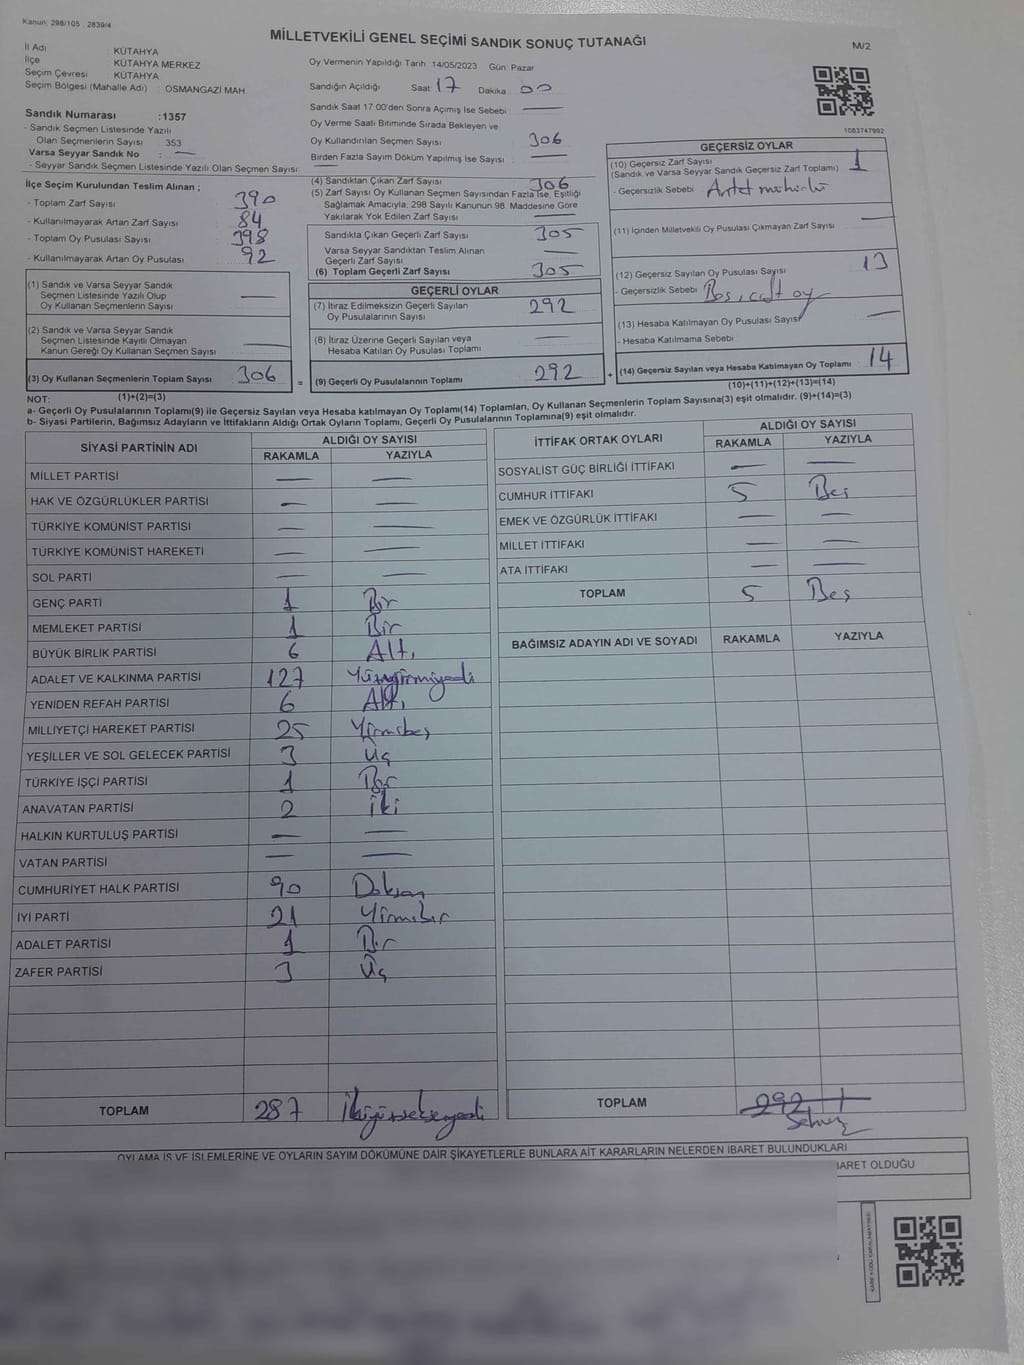 Kanun: 298/105 , 2839/4
MİLLETVEKİLİ GENEL SEÇİMİ SANDIK SONUÇ TUTANAĞI
M/2
İl Adı : KÜTAHYA
İlçe : KÜTAHYA MERKEZ
Seçim Çevresi : KÜTAHYA
Seçim Bölgesi (Mahalle Adı) : OSMANGAZİ MAH
Sandık Numarası :1357
- Sandık Seçmen Listesinde Yazılı
Olan Seçmenlerin Sayısı 353
Varsa Seyyar Sandık No : —
- Seyyar Sandık Seçmen Listesinde Yazılı Olan Seçmen Sayısı: —
Oy Vermenin Yapıldığı Tarih :14/05/2023 Gün: Pazar
Sandığın Açıldığı Saat: 17 Dakika: 00
Sandık Saat 17:00'den Sonra Açımış İse Sebebi : —
Oy Verme Saati Bitiminde Sırada Bekleyen ve
Oy Kullandırılan Seçmen Sayısı 306
Birden Fazla Sayım Döküm Yapılmış İse Sayısı —
1083747992
İlçe Seçim Kurulundan Teslim Alınan ;
- Toplam Zarf Sayısı 390
- Kullanılmayarak Artan Zarf Sayısı 84
- Toplam Oy Pusulası Sayısı 398
- Kullanılmayarak Artan Oy Pusulası 92
(4) Sandıktan Çıkan Zarf Sayısı 306
(5) Zarf Sayısı Oy Kullanan Seçmen Sayısından Fazla İse, Eşitliği
Sağlamak Amacıyla; 298 Sayılı Kanunun 98. Maddesine Göre
Yakılarak Yok Edilen Zarf Sayısı —
Sandıkla Çıkan Geçerli Zarf Sayısı 305
Varsa Seyyar Sandıktan Teslim Alınan
Geçerli Zarf Sayısı —
(6) Toplam Geçerli Zarf Sayısı 305
GEÇERSİZ OYLAR
(10) Geçersiz Zarf Sayısı 1
(Sandık ve Varsa Seyyar Sandık Geçersiz Zarf Toplamı)
- Geçersizlik Sebebi
(11) İçinden Milletvekili Oy Pusulası Çıkmayan Zarf Sayısı —
(12) Geçersiz Sayılan Oy Pusulası Sayısı 13
- Geçersizlik Sebebi Boş, çift oy
(13) Hesaba Katılmayan Oy Pusulası Sayısı —
- Hesaba Katılmama Sebebi
(14) Geçersiz Sayılan veya Hesaba Katılmayan Oy Toplamı 14
(10)+(11)+(12)+(13)=(14)
(1) Sandık ve Varsa Seyyar Sandık
Seçmen Listesinde Yazılı Olup
Oy Kullanan Seçmenlerin Sayısı —
(2) Sandık ve Varsa Seyyar Sandık
Seçmen Listesinde Kayıtlı Olmayan
Kanun Gereği Oy Kullanan Seçmen Sayısı —
(3) Oy Kullanan Seçmenlerin Toplam Sayısı 306
(1)+(2)=(3)
GEÇERLİ OYLAR
(7) İtiraz Edilmeksizin Geçerli Sayılan
Oy Pusulalarının Sayısı 292
(8) İtiraz Üzerine Geçerli Sayılan veya
Hesaba Katılan Oy Pusulası Toplamı —
= (9) Geçerli Oy Pusulalarının Toplamı 292 +
NOT:
a- Geçerli Oy Pusulalarının Toplamı(9) ile Geçersiz Sayılan veya Hesaba katılmayan Oy Toplamı(14) Toplamları, Oy Kullanan Seçmenlerin Toplam Sayısına(3) eşit olmalıdır. (9)+(14)=(3)
b- Siyasi Partilerin, Bağımsız Adayların ve İttifakların Aldığı Ortak Oyların Toplamı, Geçerli Oy Pusulalarının Toplamına(9) eşit olmalıdır.
SİYASİ PARTİNİN ADI ALDIĞI OY SAYISI
RAKAMLA YAZIYLA
MİLLET PARTİSİ — —
HAK VE ÖZGÜRLÜKLER PARTİSİ — —
TÜRKİYE KOMÜNİST PARTİSİ — —
TÜRKİYE KOMÜNİST HAREKETİ — —
SOL PARTİ — —
GENÇ PARTİ 1 Bir
MEMLEKET PARTİSİ 1 Bir
BÜYÜK BİRLİK PARTİSİ 6 Altı
ADALET VE KALKINMA PARTİSİ 127 Yüzyirmiyedi
YENİDEN REFAH PARTİSİ 6 Altı
MİLLİYETÇİ HAREKET PARTİSİ 25 Yirmibeş
YEŞİLLER VE SOL GELECEK PARTİSİ 3 Üç
TÜRKİYE İŞÇİ PARTİSİ 1 Bir
ANAVATAN PARTİSİ 2 İki
HALKIN KURTULUŞ PARTİSİ — —
VATAN PARTİSİ — —
CUMHURİYET HALK PARTİSİ 90 Doksan
İYİ PARTİ 21 Yirmibir
ADALET PARTİSİ 1 Bir
ZAFER PARTİSİ 3 Üç
TOPLAM 287 İkiyüzseksenyedi
İTTİFAK ORTAK OYLARI ALDIĞI OY SAYISI
RAKAMLA YAZIYLA
SOSYALİST GÜÇ BİRLİĞİ İTTİFAKI — —
CUMHUR İTTİFAKI 5 Beş
EMEK VE ÖZGÜRLÜK İTTİFAKI — —
MİLLET İTTİFAKI — —
ATA İTTİFAKI — —
TOPLAM 5 Beş
BAĞIMSIZ ADAYIN ADI VE SOYADI RAKAMLA YAZIYLA
TOPLAM 292
Sehven
OYLAMA İŞ VE İŞLEMLERİNE VE OYLARIN SAYIM DÖKÜMÜNE DAİR ŞİKAYETLERLE BUNLARA AİT KARARLARIN NELERDEN İBARET BULUNDUKLARI
BARET OLDUĞU